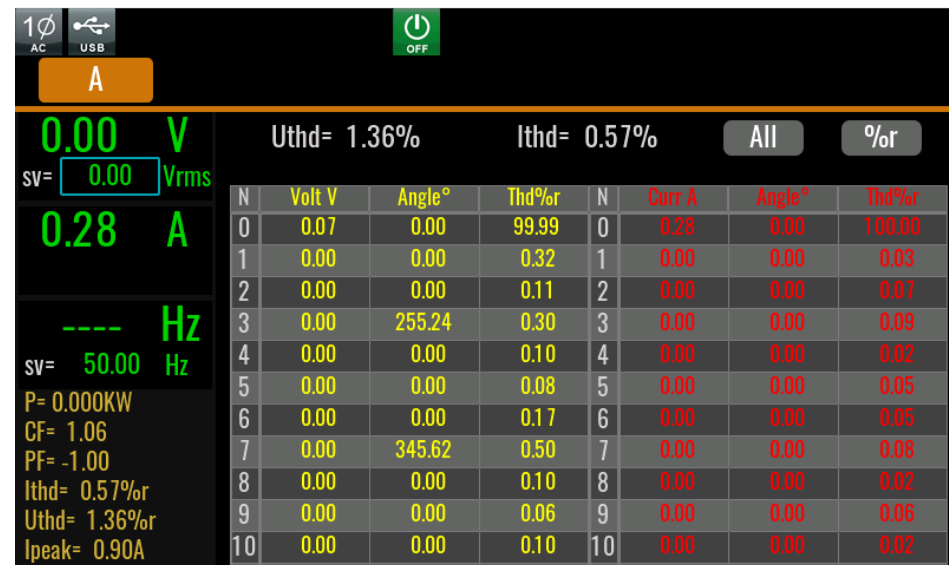 1Ø AC USB OFF
A
0.00 V
sv= 0.00 Vrms
0.28 A
---- Hz
sv= 50.00 Hz
P= 0.000KW
CF= 1.06
PF= -1.00
Ithd= 0.57%r
Uthd= 1.36%r
Ipeak= 0.90A
Uthd= 1.36% Ithd= 0.57% All %r
N Volt V Angle° Thd%r N Curr A Angle° Thd%r
0 0.07 0.00 99.99 0 0.28 0.00 100.00
1 0.00 0.00 0.32 1 0.00 0.00 0.03
2 0.00 0.00 0.11 2 0.00 0.00 0.07
3 0.00 255.24 0.30 3 0.00 0.00 0.09
4 0.00 0.00 0.10 4 0.00 0.00 0.02
5 0.00 0.00 0.08 5 0.00 0.00 0.05
6 0.00 0.00 0.17 6 0.00 0.00 0.05
7 0.00 345.62 0.50 7 0.00 0.00 0.08
8 0.00 0.00 0.10 8 0.00 0.00 0.02
9 0.00 0.00 0.06 9 0.00 0.00 0.06
10 0.00 0.00 0.10 10 0.00 0.00 0.02